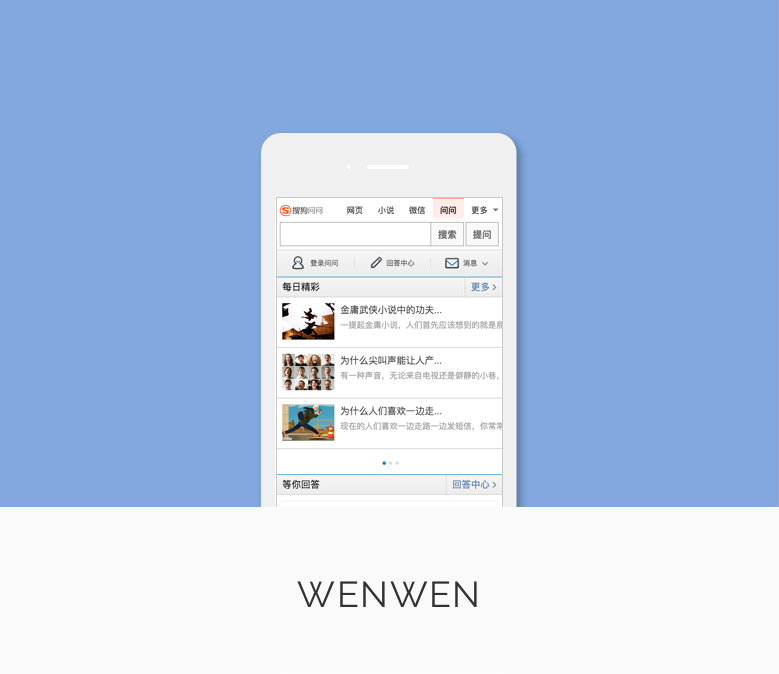 搜狗问问 网页 小说 微信 问问 更多
搜索 提问
登录问问 回答中心 消息
每日精彩 更多
金庸武侠小说中的功夫...
一提起金庸小说，人们首先应该想到的就是那
为什么尖叫声能让人产...
有一种声音，无论来自电视还是僻静的小巷，
为什么人们喜欢一边走...
现在的人们喜欢一边走路一边发短信，你常常
等你回答 回答中心
WENWEN